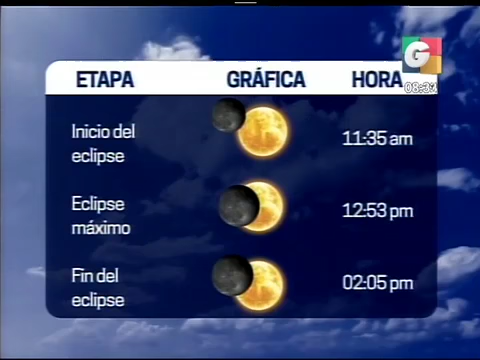 ETAPA GRÁFICA HORA
G
08:34
Inicio del
eclipse
11:35 am
Eclipse
máximo
12:53 pm
Fin del
eclipse
02:05 pm